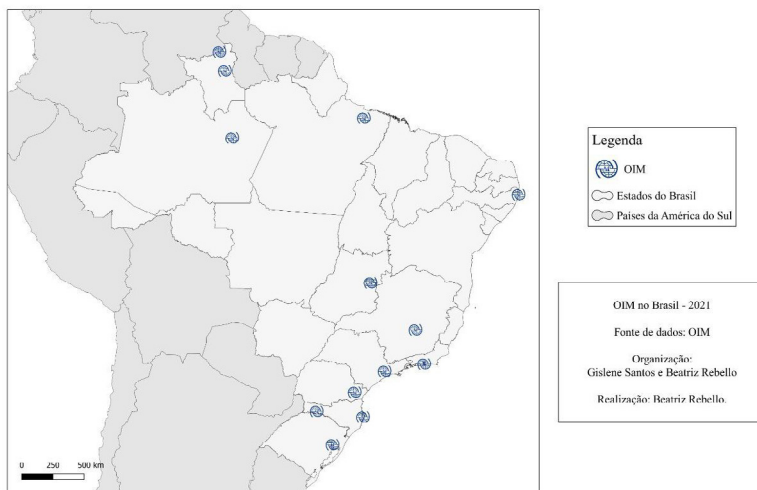 Legenda
OIM
Estados do Brasil
Países da América do Sul
OIM no Brasil - 2021
Fonte de dados: OIM
Organização:
Gislene Santos e Beatriz Rebello
Realização: Beatriz Rebello.
0 250 500 km